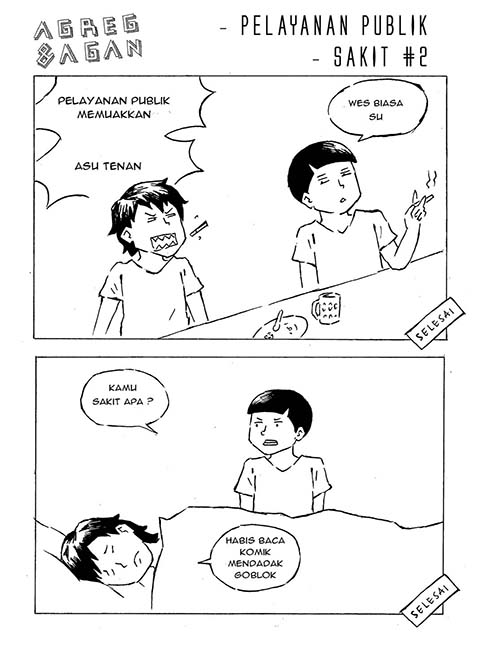 AGREG
& AGAN
- PELAYANAN PUBLIK
- SAKIT #2
PELAYANAN PUBLIK
MEMUAKKAN
ASU TENAN
WES BIASA
SU
SELESAI
KAMU
SAKIT APA ?
HABIS BACA
KOMIK
MENDADAK
GOBLOK
SELESAI